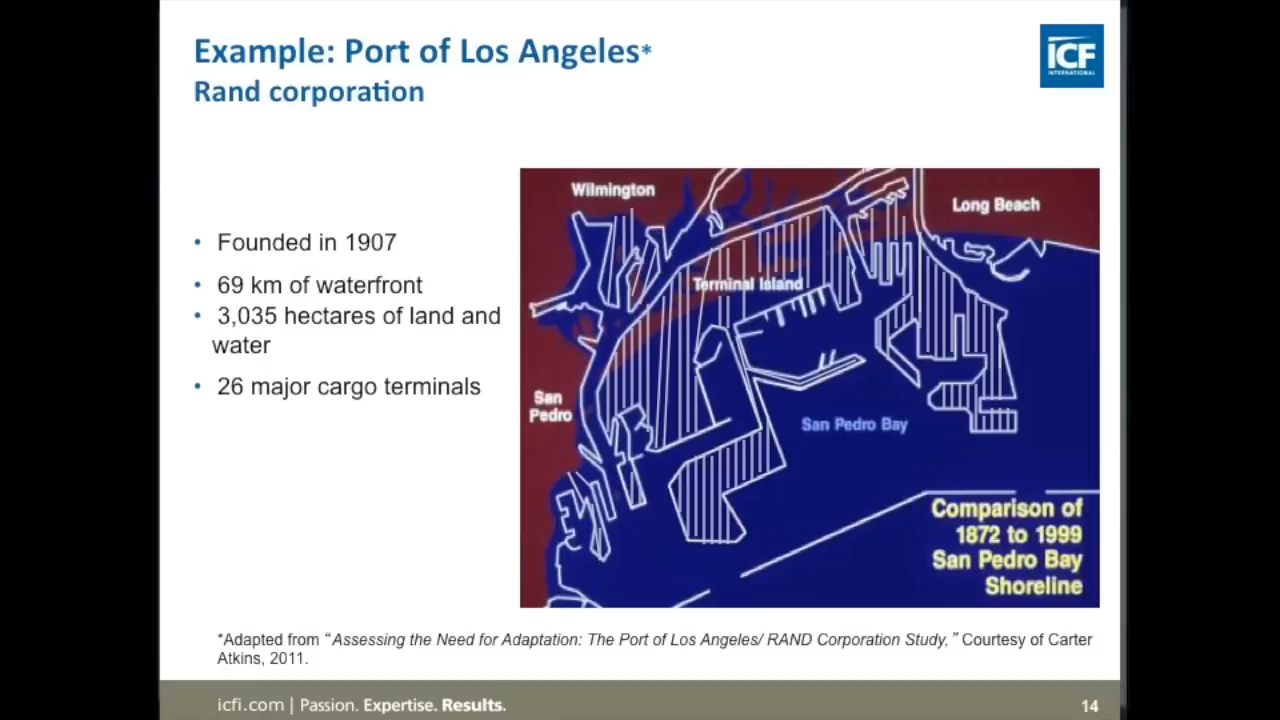 Example: Port of Los Angeles*
Rand corporation
ICF
INTERNATIONAL
• Founded in 1907
• 69 km of waterfront
• 3,035 hectares of land and
water
• 26 major cargo terminals
Wilmington
Long Beach
Terminal Island
San
Pedro
San Pedro Bay
Comparison of
1872 to 1999
San Pedro Bay
Shoreline
*Adapted from “Assessing the Need for Adaptation: The Port of Los Angeles/ RAND Corporation Study,” Courtesy of Carter
Atkins, 2011.
icfi.com | Passion. Expertise. Results.
14